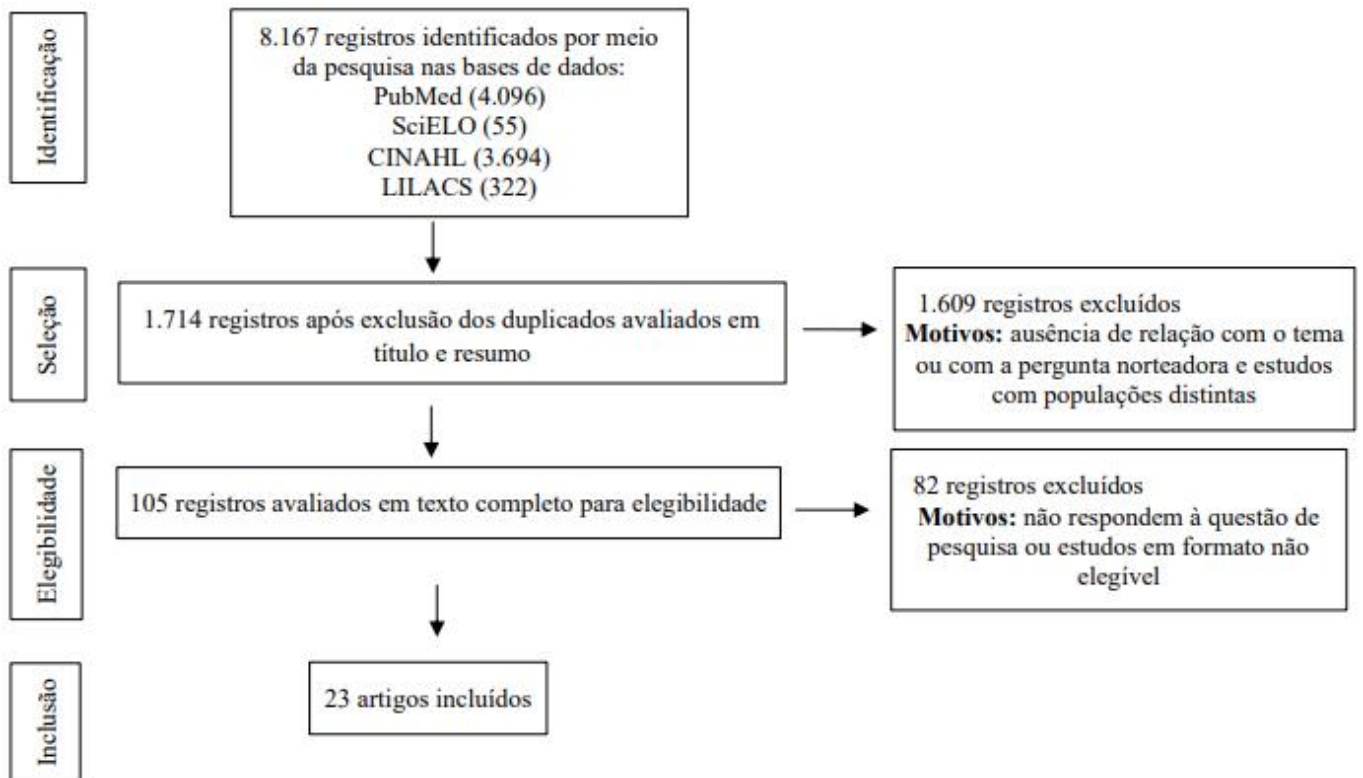 Identificação
8.167 registros identificados por meio
da pesquisa nas bases de dados:
PubMed (4.096)
SciELO (55)
CINAHL (3.694)
LILACS (322)
Seleção
1.714 registros após exclusão dos duplicados avaliados em
título e resumo
1.609 registros excluídos
Motivos: ausência de relação com o tema
ou com a pergunta norteadora e estudos
com populações distintas
Elegibilidade
105 registros avaliados em texto completo para elegibilidade
82 registros excluídos
Motivos: não respondem à questão de
pesquisa ou estudos em formato não
elegível
Inclusão
23 artigos incluídos